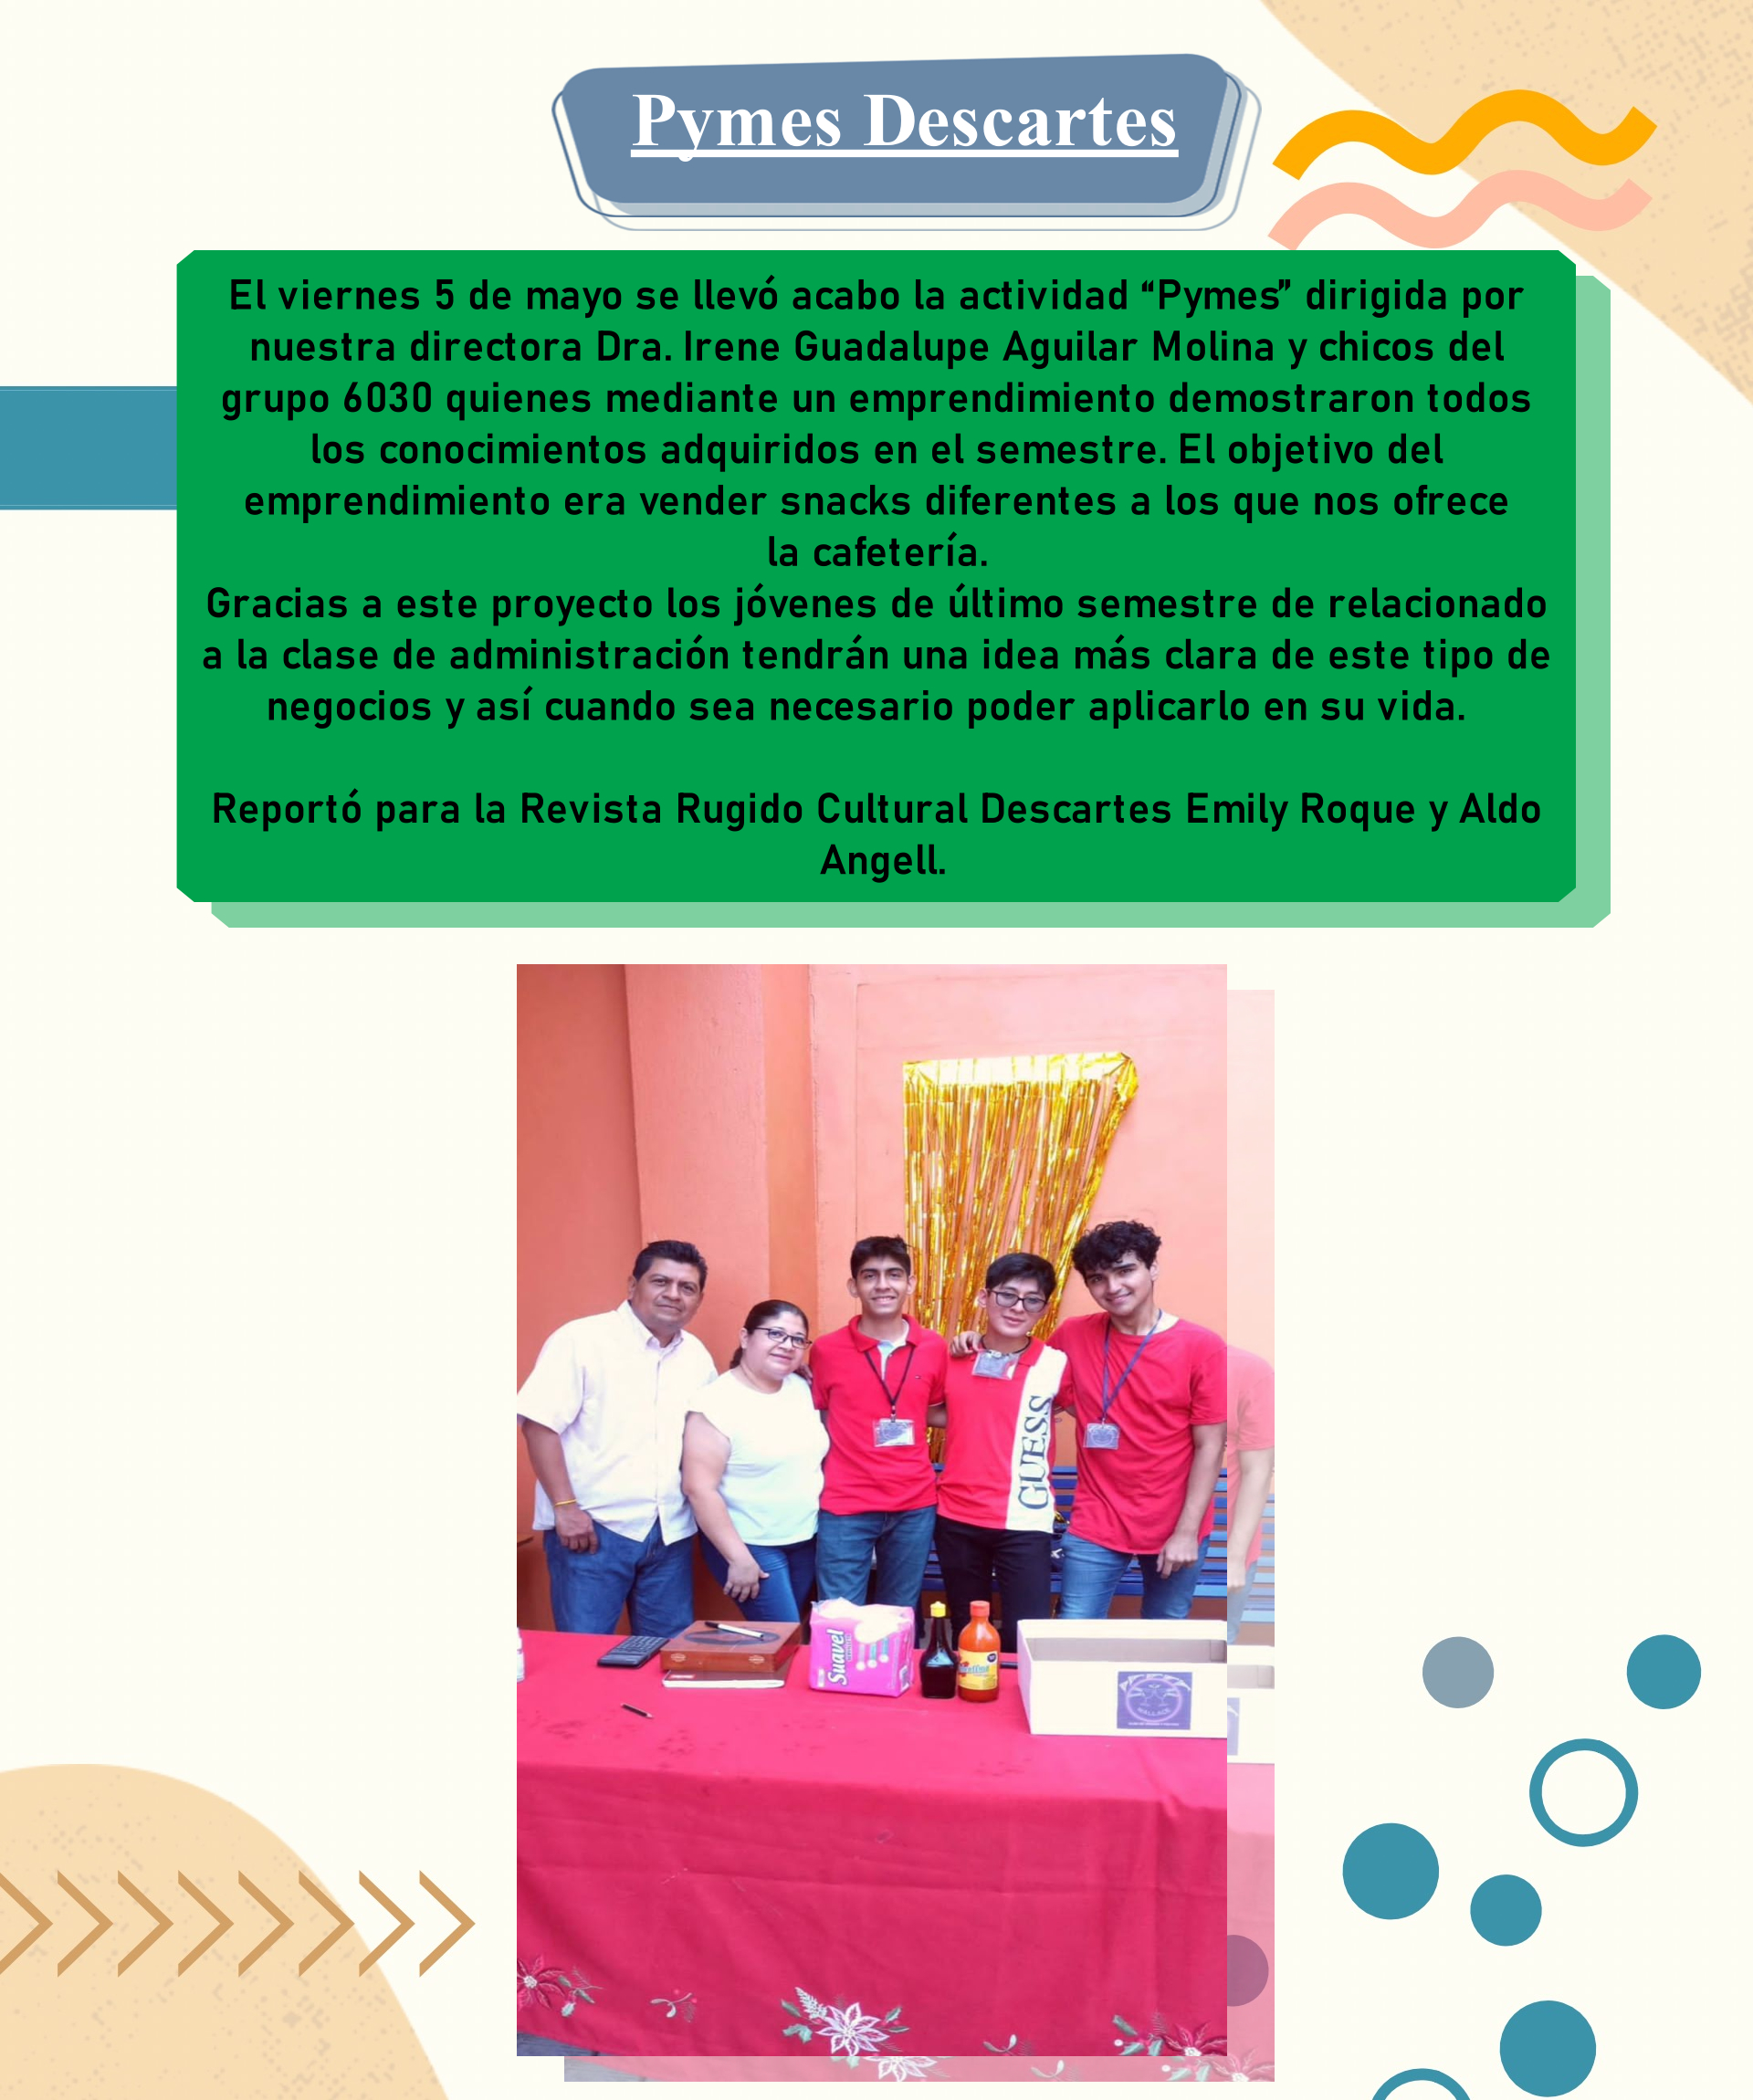 Pymes Descartes
El viernes 5 de mayo se llevó acabo la actividad “Pymes” dirigida por
nuestra directora Dra. Irene Guadalupe Aguilar Molina y chicos del
grupo 6030 quienes mediante un emprendimiento demostraron todos
los conocimientos adquiridos en el semestre. El objetivo del
emprendimiento era vender snacks diferentes a los que nos ofrece
la cafetería.
Gracias a este proyecto los jóvenes de último semestre de relacionado
a la clase de administración tendrán una idea más clara de este tipo de
negocios y así cuando sea necesario poder aplicarlo en su vida.
Reportó para la Revista Rugido Cultural Descartes Emily Roque y Aldo
Angell.
GUESS
Suavel